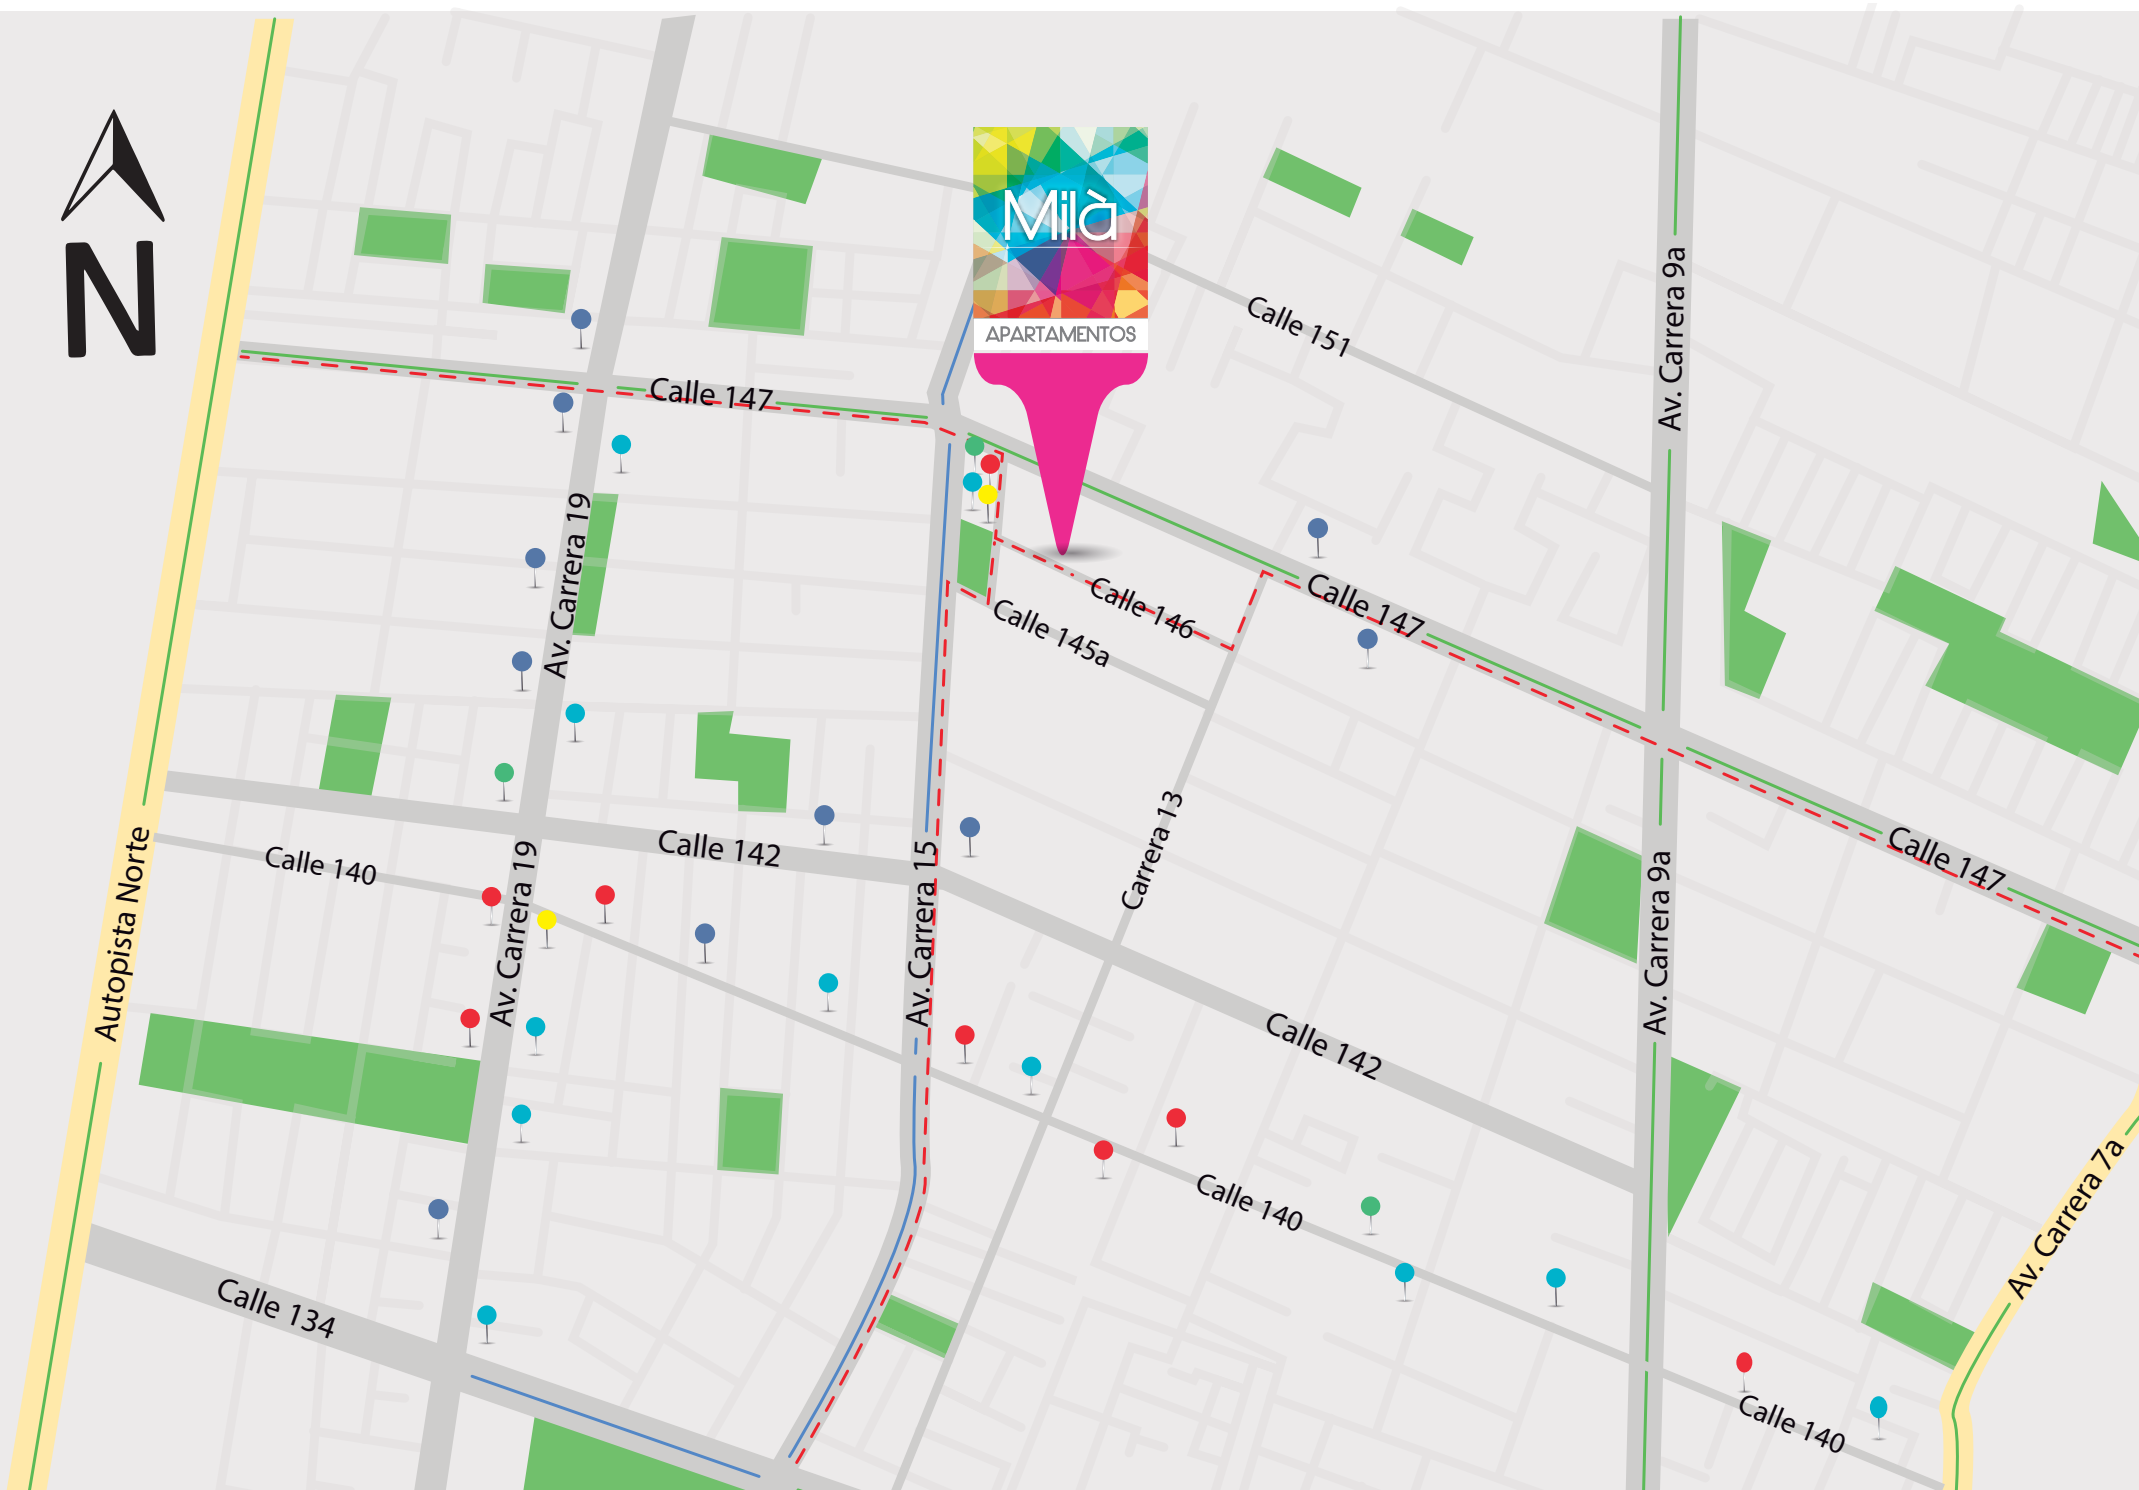 N
Milà
APARTAMENTOS
Calle 151
Av. Carrera 9a
Calle 147
Av. Carrera 19
Calle 147
Calle 146
Calle 145a
Carrera 13
Calle 142
Calle 140
Av. Carrera 19
Av. Carrera 15
Autopista Norte
Av. Carrera 9a
Calle 147
Calle 142
Calle 140
Av. Carrera 7a
Calle 134
Calle 140